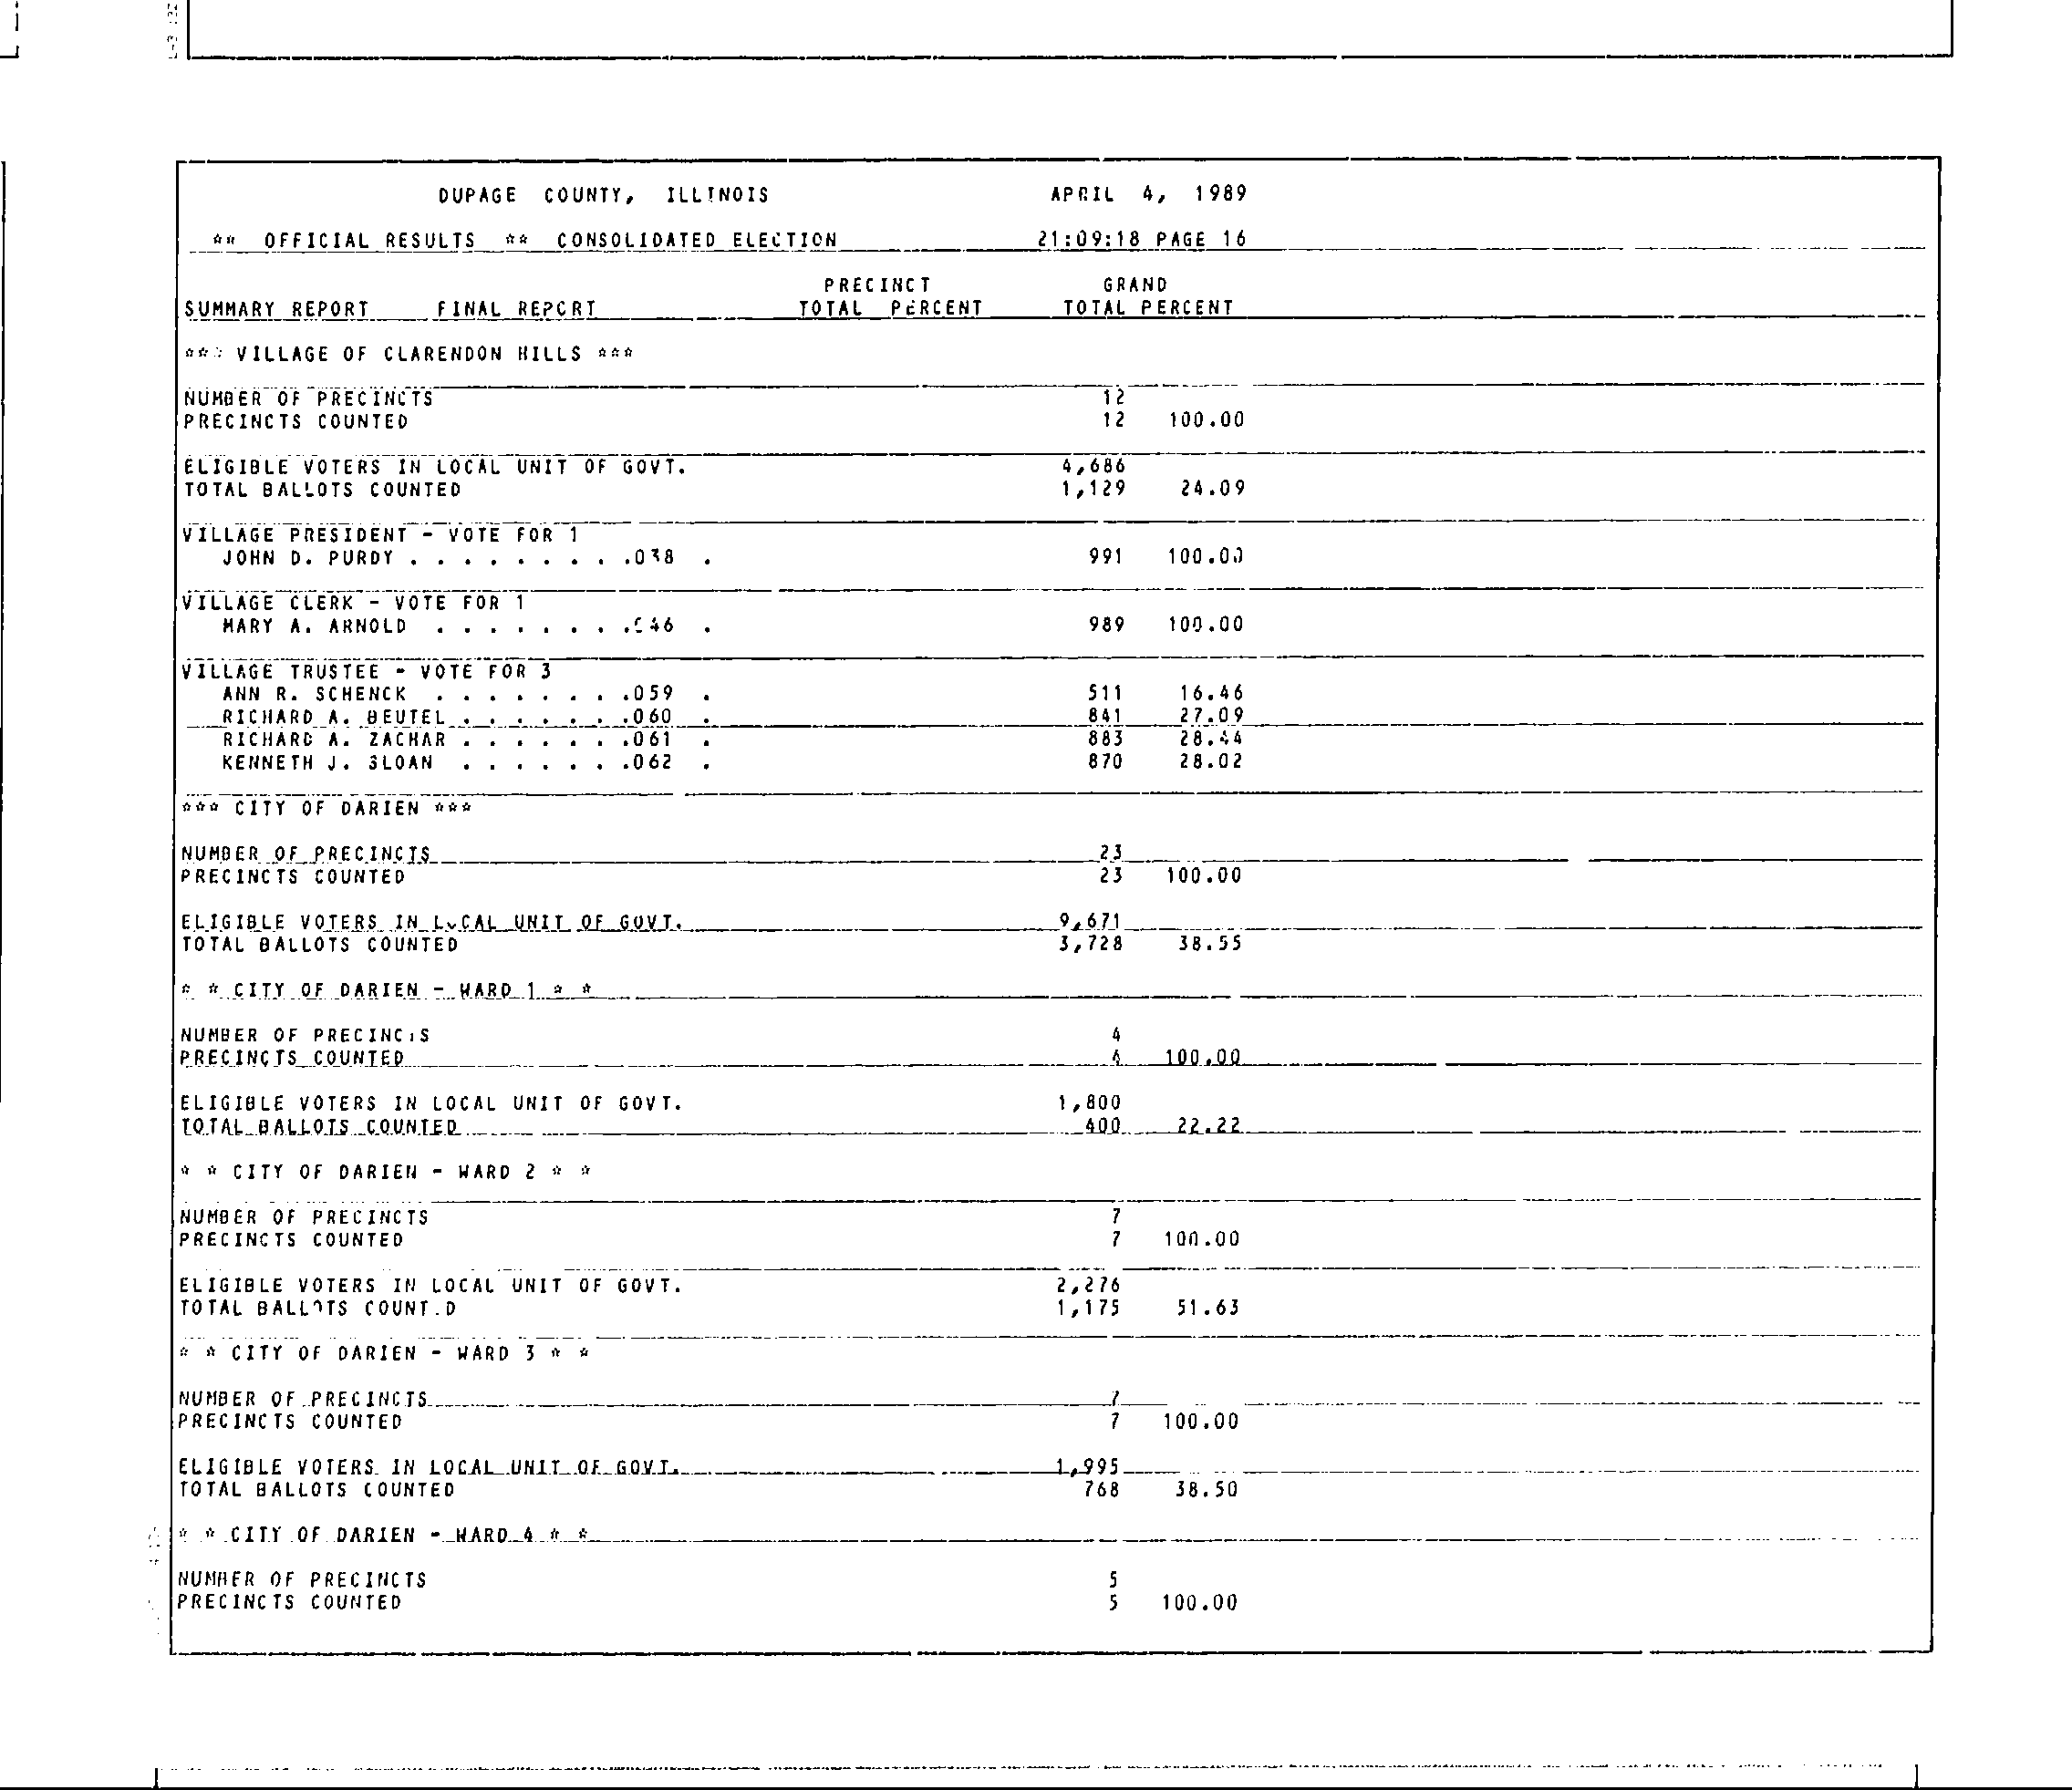 DUPAGE COUNTY, ILLINOIS APRIL 4, 1989
** OFFICIAL RESULTS ** CONSOLIDATED ELECTION 21:09:18 PAGE 16
PRECINCT GRAND
SUMMARY REPORT FINAL REPORT TOTAL PERCENT TOTAL PERCENT
*** VILLAGE OF CLARENDON HILLS ***
NUMBER OF PRECINCTS 12
PRECINCTS COUNTED 12 100.00
ELIGIBLE VOTERS IN LOCAL UNIT OF GOVT. 4,686
TOTAL BALLOTS COUNTED 1,129 24.09
VILLAGE PRESIDENT - VOTE FOR 1
JOHN D. PURDY . . . . . . . . .038 . 991 100.00
VILLAGE CLERK - VOTE FOR 1
MARY A. ARNOLD . . . . . . . .046 . 989 100.00
VILLAGE TRUSTEE - VOTE FOR 3
ANN R. SCHENCK . . . . . . . .059 . 511 16.46
RICHARD A. BEUTEL . . . . . . .060 . 841 27.09
RICHARD A. ZACHAR . . . . . . .061 . 883 28.44
KENNETH J. SLOAN . . . . . . .062 . 870 28.02
*** CITY OF DARIEN ***
NUMBER OF PRECINCTS 23
PRECINCTS COUNTED 23 100.00
ELIGIBLE VOTERS IN LOCAL UNIT OF GOVT. 9,671
TOTAL BALLOTS COUNTED 3,728 38.55
* * CITY OF DARIEN - WARD 1 * *
NUMBER OF PRECINCTS 4
PRECINCTS COUNTED 4 100.00
ELIGIBLE VOTERS IN LOCAL UNIT OF GOVT. 1,800
TOTAL BALLOTS COUNTED 400 22.22
* * CITY OF DARIEN - WARD 2 * *
NUMBER OF PRECINCTS 7
PRECINCTS COUNTED 7 100.00
ELIGIBLE VOTERS IN LOCAL UNIT OF GOVT. 2,276
TOTAL BALLOTS COUNTED 1,175 51.63
* * CITY OF DARIEN - WARD 3 * *
NUMBER OF PRECINCTS 7
PRECINCTS COUNTED 7 100.00
ELIGIBLE VOTERS IN LOCAL UNIT OF GOVT. 1,995
TOTAL BALLOTS COUNTED 768 38.50
* * CITY OF DARIEN - WARD 4 * *
NUMBER OF PRECINCTS 5
PRECINCTS COUNTED 5 100.00